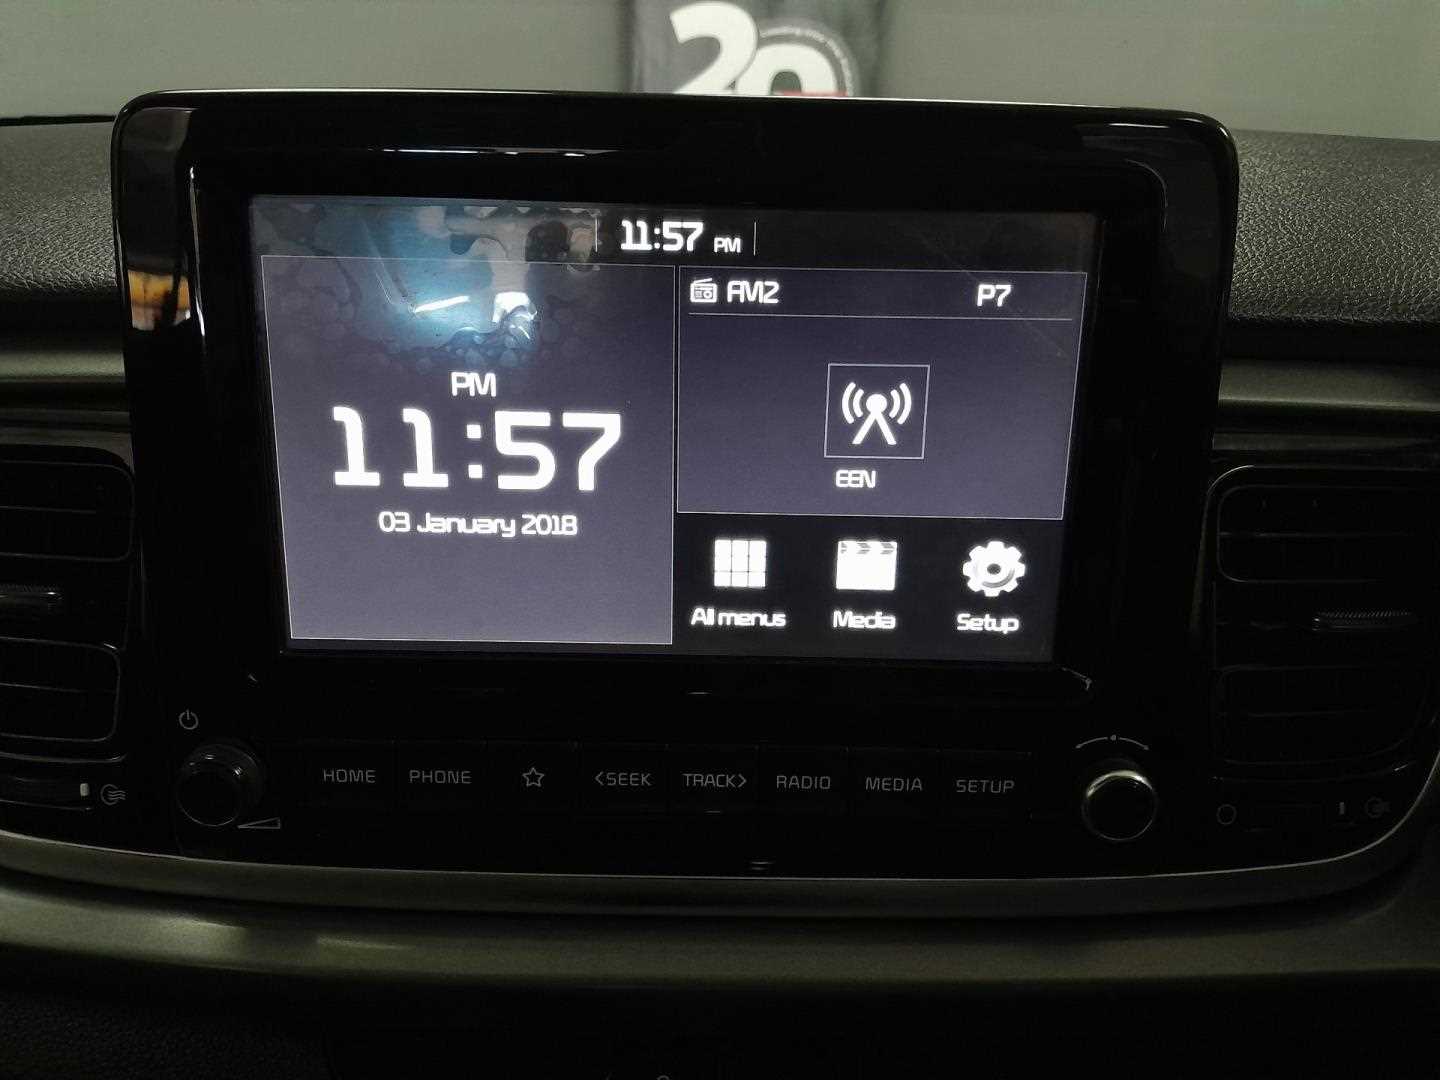 20
11:57 PM
FM2 P7
PM
11:57
03 January 2018
EEN
All menus Media Setup
HOME PHONE <SEEK TRACK> RADIO MEDIA SETUP